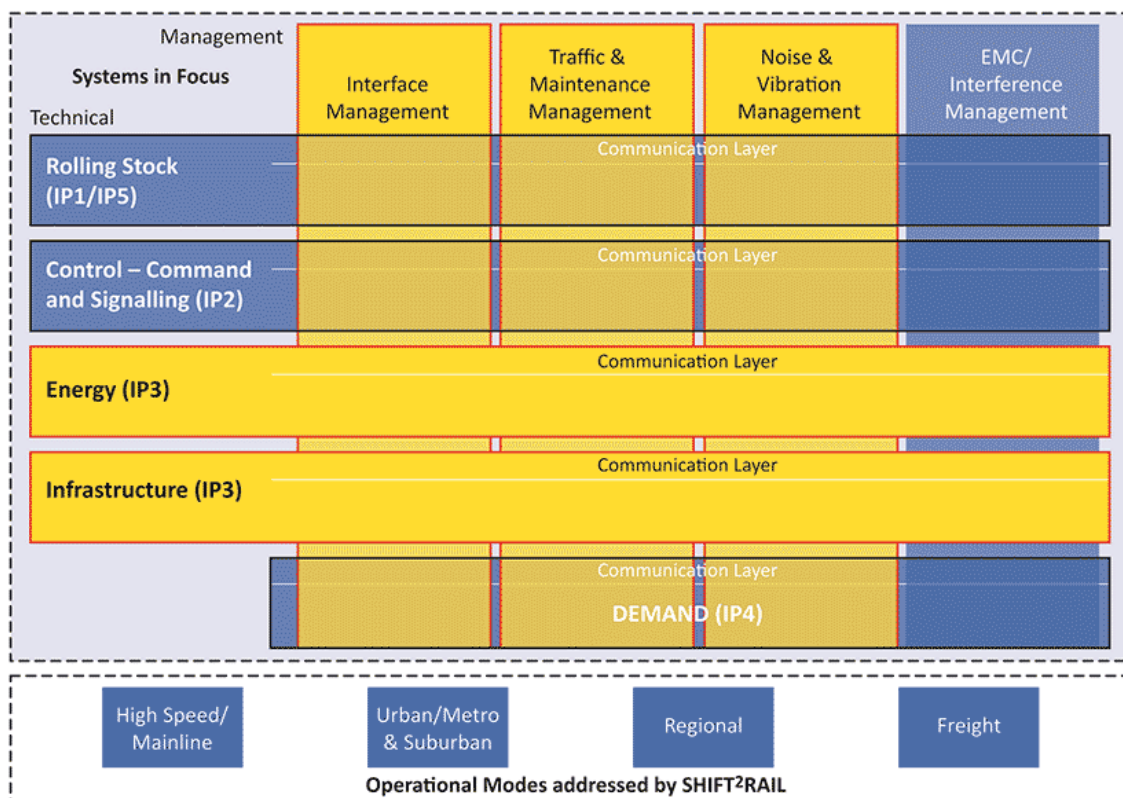 Management
Systems in Focus
Technical
Interface
Management
Traffic &
Maintenance
Management
Noise &
Vibration
Management
EMC/
Interference
Management
Communication Layer
Rolling Stock
(IP1/IP5)
Communication Layer
Control – Command
and Signalling (IP2)
Communication Layer
Energy (IP3)
Communication Layer
Infrastructure (IP3)
Communication Layer
DEMAND (IP4)
High Speed/
Mainline
Urban/Metro
& Suburban
Regional
Freight
Operational Modes addressed by SHIFT²RAIL